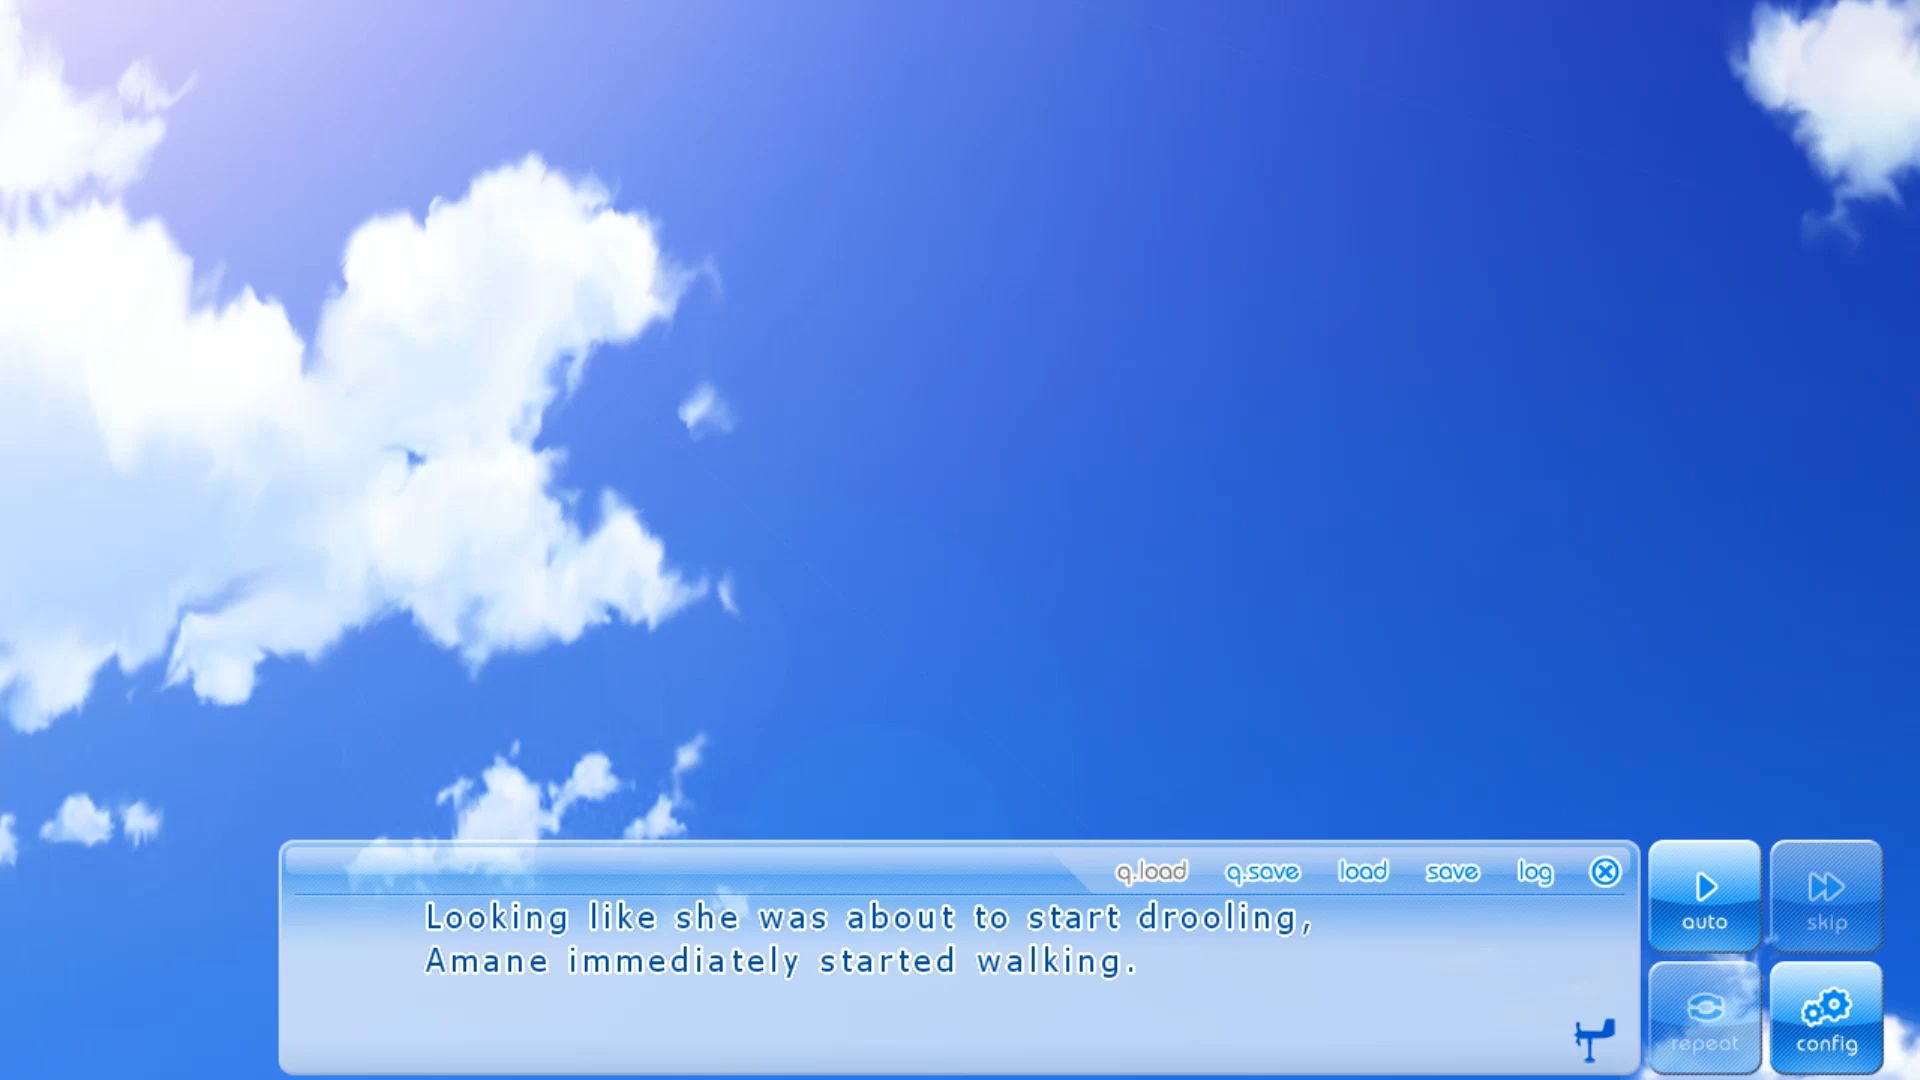 q.load q.save load save log
Looking like she was about to start drooling,
Amane immediately started walking.
auto
skip
repeat
config